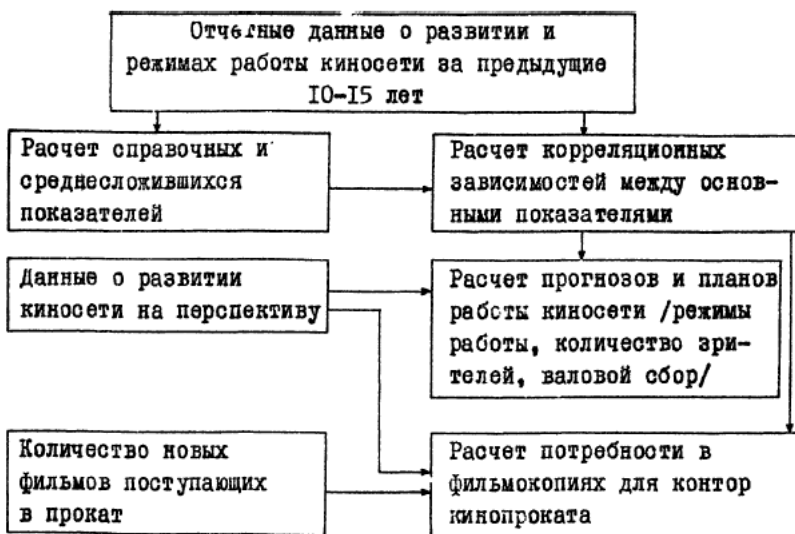 Отчетные данные о развитии и
режимах работы киносети за предыдущие
10-15 лет
Расчет справочных и
среднесложившихся
показателей
Расчет корреляционных
зависимостей между основ-
ными показателями
Данные о развитии
киносети на перспективу
Расчет прогнозов и планов
работы киносети /режимы
работы, количество зри-
телей, валовой сбор/
Количество новых
фильмов поступающих
в прокат
Расчет потребности в
фильмокопиях для контор
кинопроката